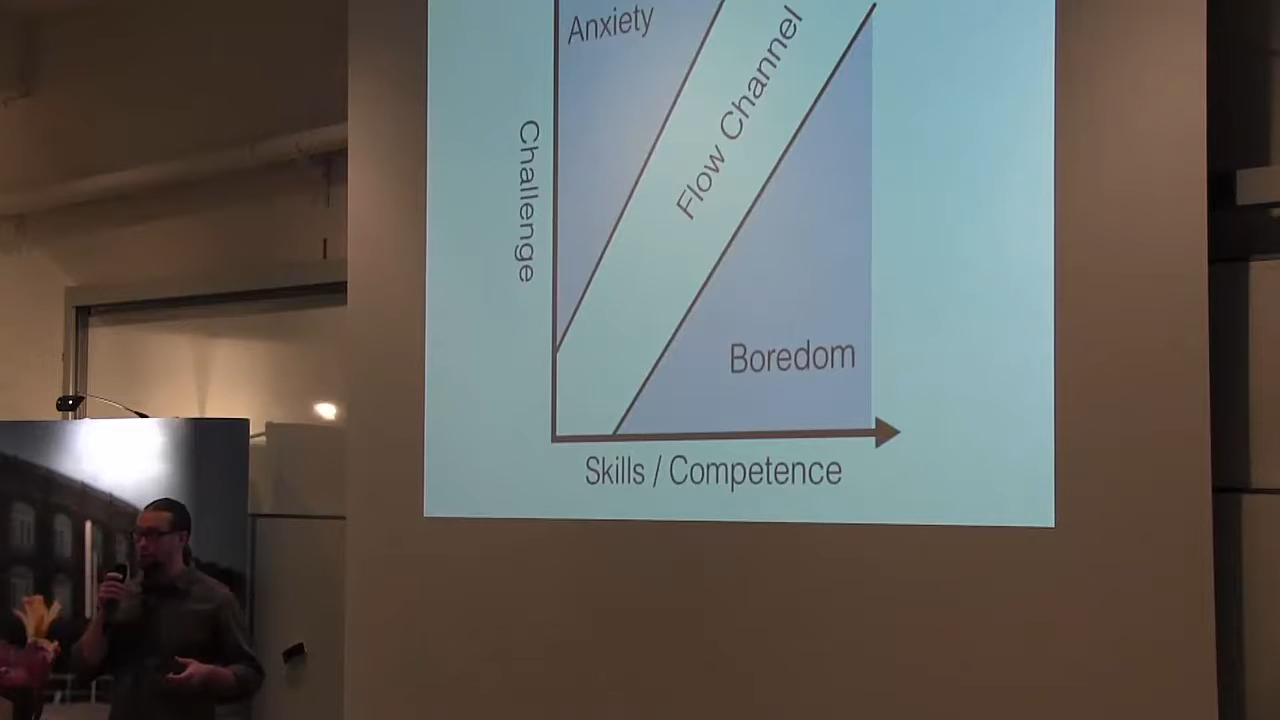 Anxiety
Flow Channel
Challenge
Boredom
Skills / Competence